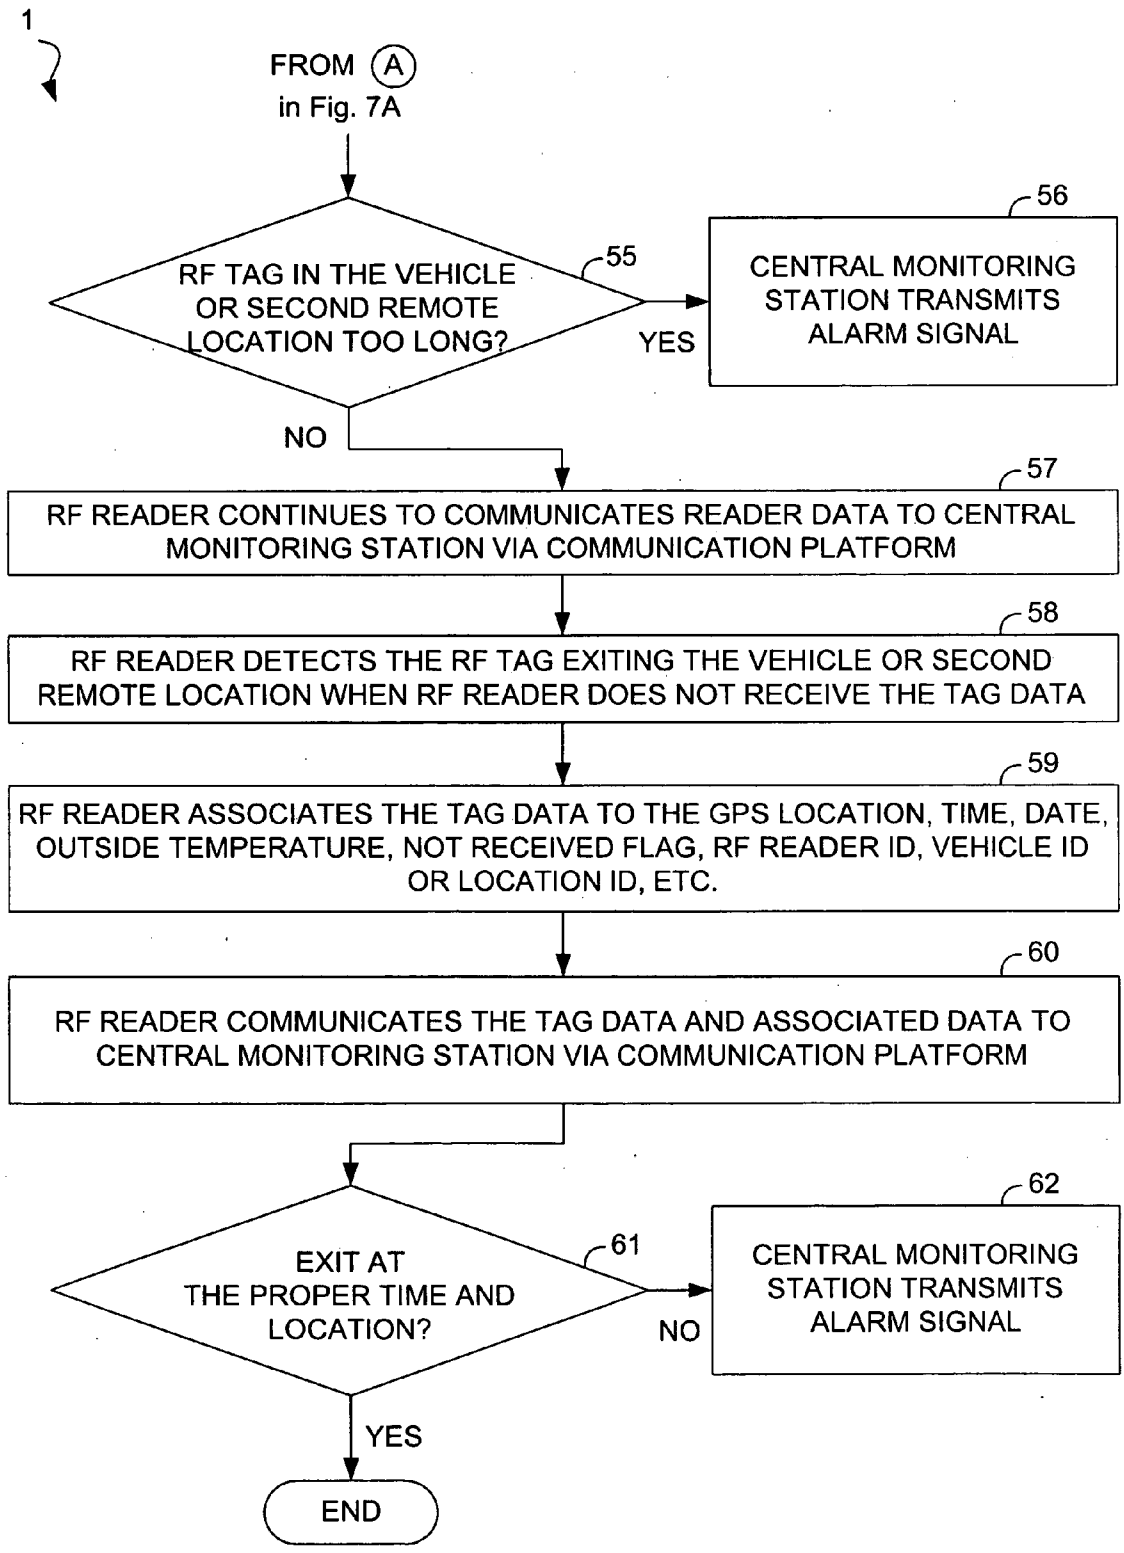 1
FROM A
in Fig. 7A
55
RF TAG IN THE VEHICLE
OR SECOND REMOTE
LOCATION TOO LONG?
YES
56
CENTRAL MONITORING
STATION TRANSMITS
ALARM SIGNAL
NO
57
RF READER CONTINUES TO COMMUNICATES READER DATA TO CENTRAL
MONITORING STATION VIA COMMUNICATION PLATFORM
58
RF READER DETECTS THE RF TAG EXITING THE VEHICLE OR SECOND
REMOTE LOCATION WHEN RF READER DOES NOT RECEIVE THE TAG DATA
59
RF READER ASSOCIATES THE TAG DATA TO THE GPS LOCATION, TIME, DATE,
OUTSIDE TEMPERATURE, NOT RECEIVED FLAG, RF READER ID, VEHICLE ID
OR LOCATION ID, ETC.
60
RF READER COMMUNICATES THE TAG DATA AND ASSOCIATED DATA TO
CENTRAL MONITORING STATION VIA COMMUNICATION PLATFORM
61
EXIT AT
THE PROPER TIME AND
LOCATION?
NO
62
CENTRAL MONITORING
STATION TRANSMITS
ALARM SIGNAL
YES
END